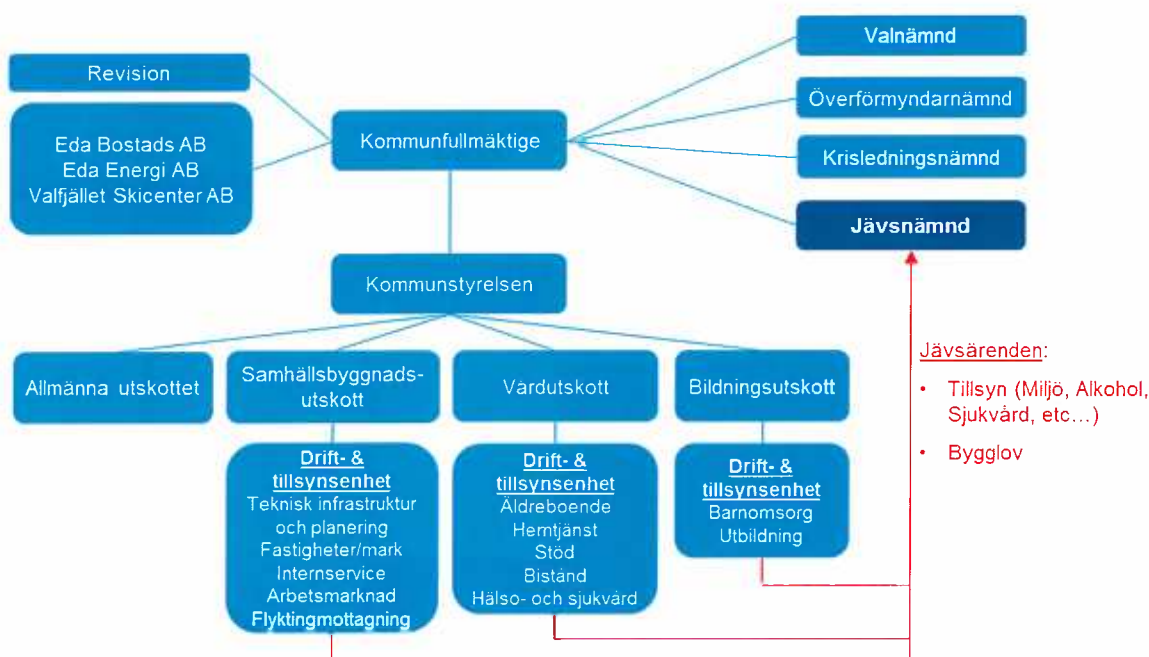 Revision
Eda Bostads AB
Eda Energi AB
Valfjället Skicenter AB
Kommunfullmäktige
Valnämnd
Överförmyndarnämnd
Krisledningsnämnd
Jävsnämnd
Kommunstyrelsen
Allmänna utskottet
Samhällsbyggnads-
utskott
Vårdutskott
Bildningsutskott
Drift- &
tillsynsenhet
Teknisk infrastruktur
och planering
Fastigheter/mark
Internservice
Arbetsmarknad
Flyktingmottagning
Drift- &
tillsynsenhet
Äldreboende
Hemtjänst
Stöd
Bistånd
Hälso- och sjukvård
Drift- &
tillsynsenhet
Barnomsorg
Utbildning
Jävsärenden:
• Tillsyn (Miljö, Alkohol,
Sjukvård, etc...)
• Bygglov